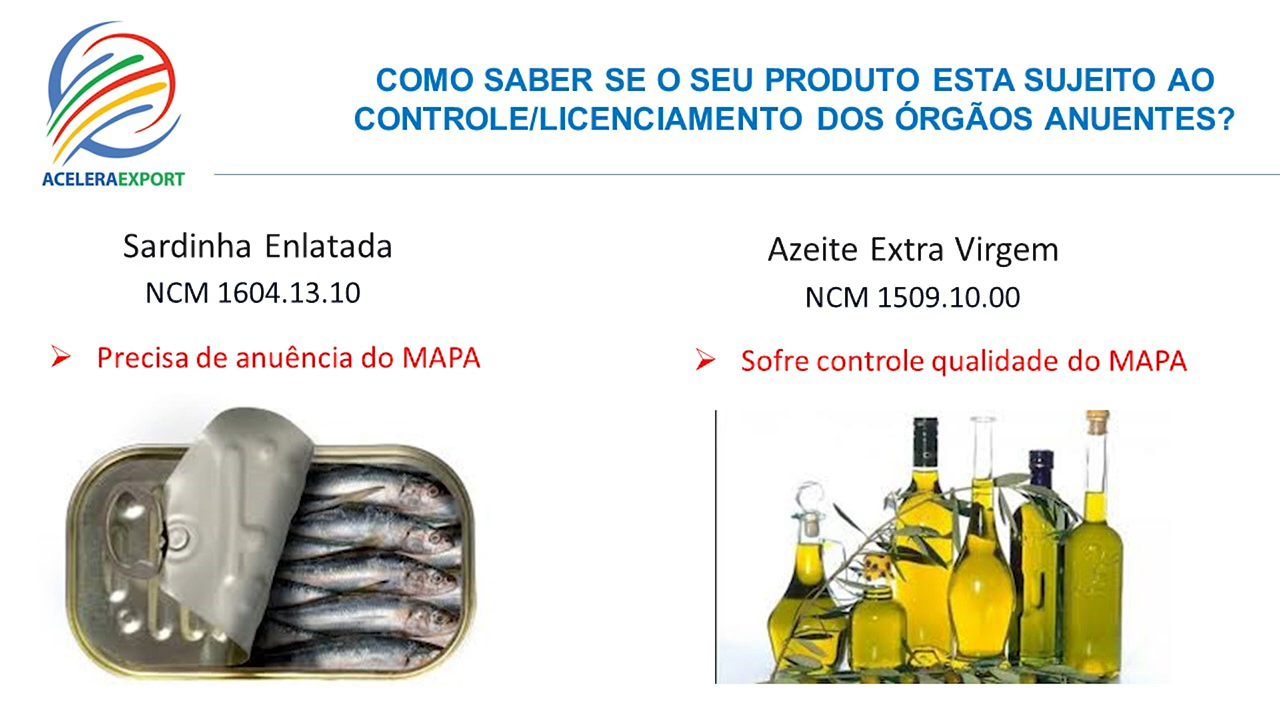 COMO SABER SE O SEU PRODUTO ESTA SUJEITO AO
CONTROLE/LICENCIAMENTO DOS ÓRGÃOS ANUENTES?
ACELERAEXPORT
Sardinha Enlatada
NCM 1604.13.10
➢ Precisa de anuência do MAPA
Azeite Extra Virgem
NCM 1509.10.00
➢ Sofre controle qualidade do MAPA